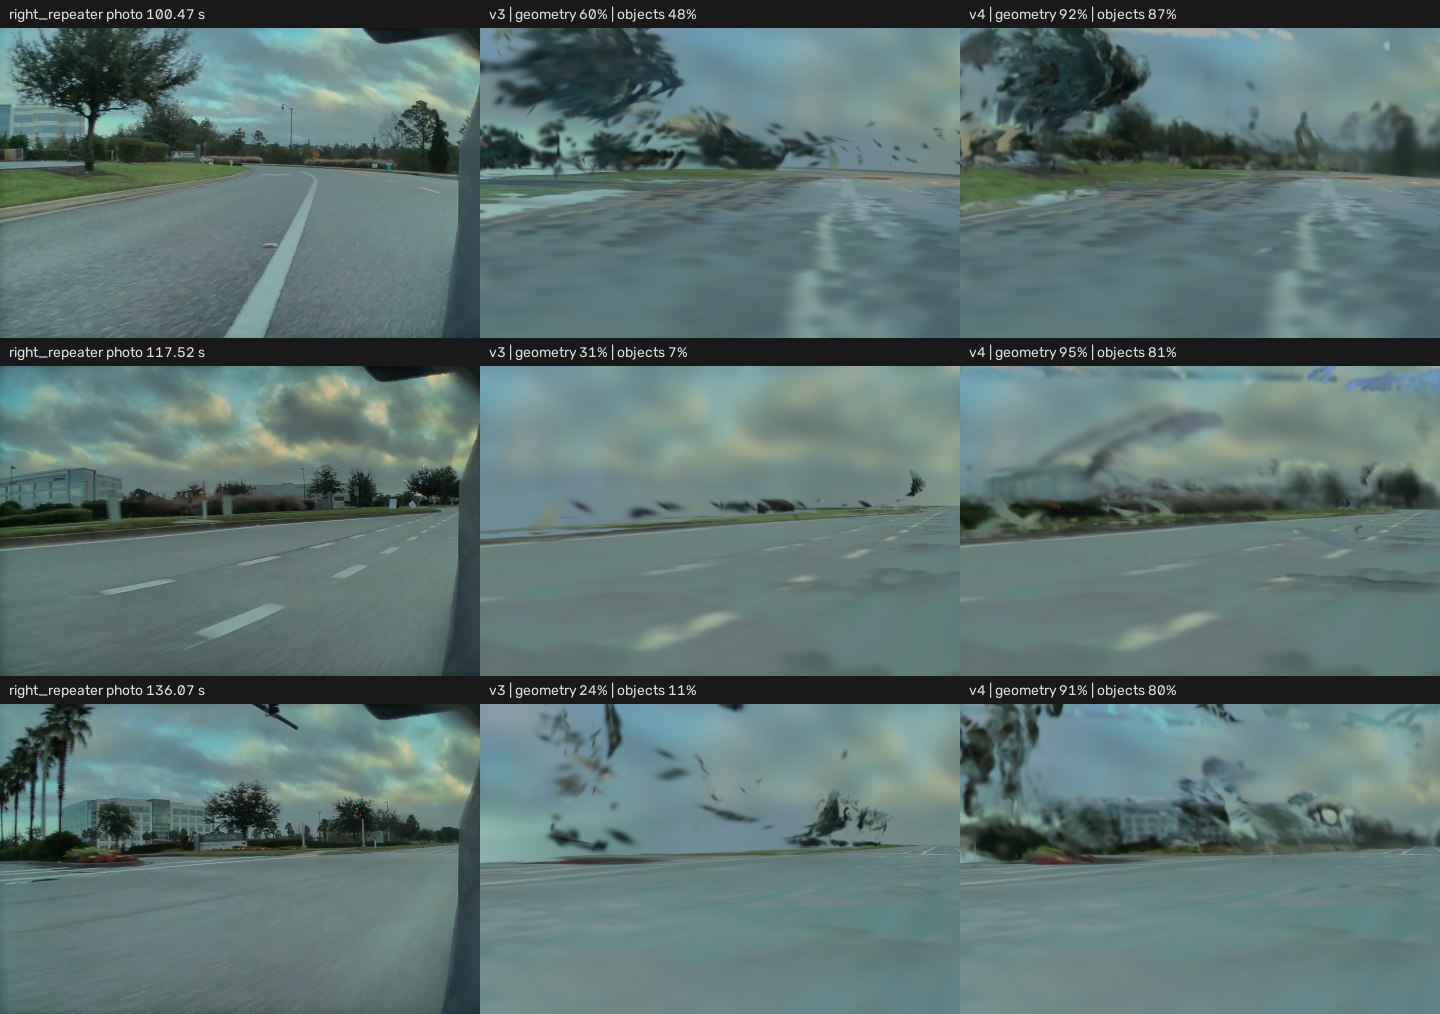 right_repeater photo 100.47 s
v3 | geometry 60% | objects 48%
v4 | geometry 92% | objects 87%
right_repeater photo 117.52 s
v3 | geometry 31% | objects 7%
v4 | geometry 95% | objects 81%
right_repeater photo 136.07 s
v3 | geometry 24% | objects 11%
v4 | geometry 91% | objects 80%